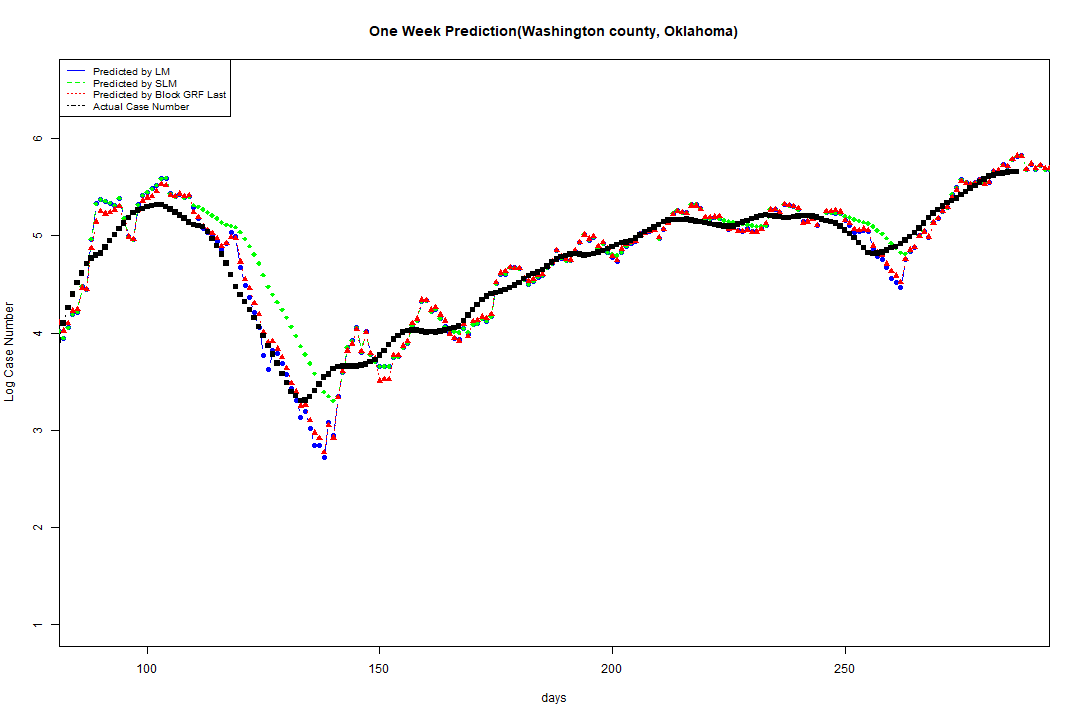 One Week Prediction(Washington county, Oklahoma)
Predicted by LM
Predicted by SLM
Predicted by Block GRF Last
Actual Case Number
6
5
4
3
2
1
Log Case Number
100 150 200 250
days